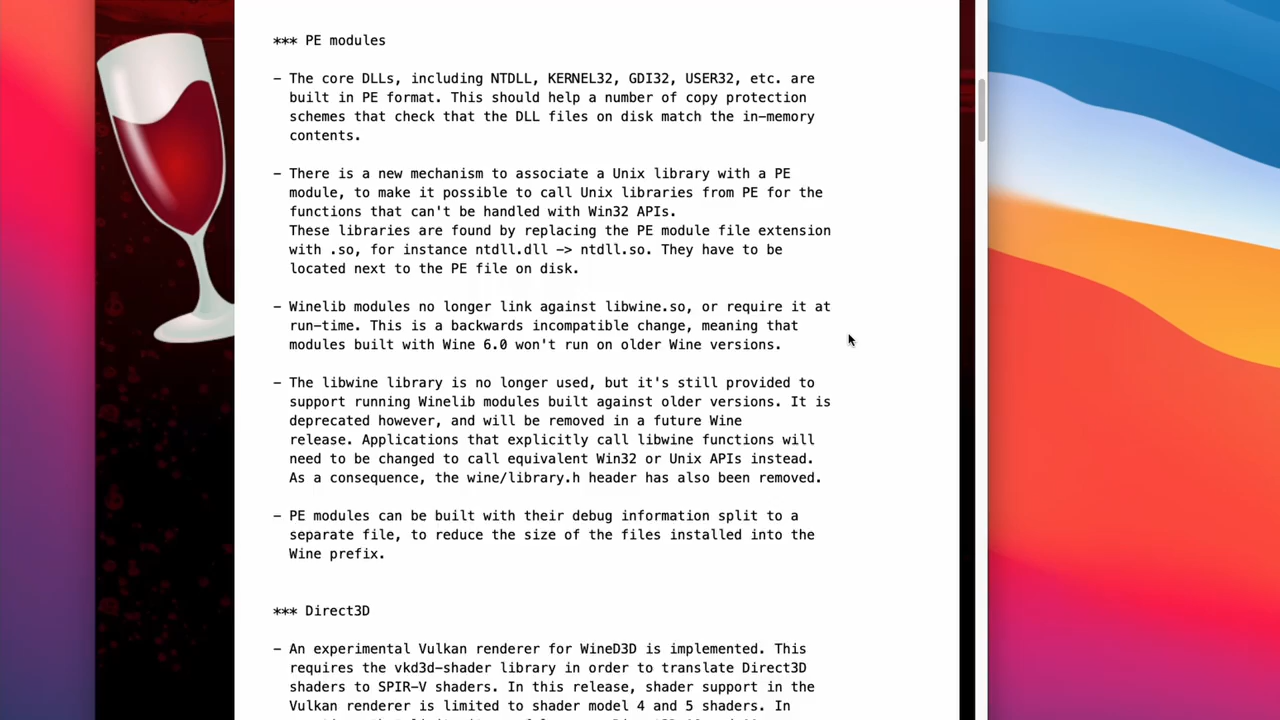 *** PE modules
– The core DLLs, including NTDLL, KERNEL32, GDI32, USER32, etc. are
built in PE format. This should help a number of copy protection
schemes that check that the DLL files on disk match the in-memory
contents.
– There is a new mechanism to associate a Unix library with a PE
module, to make it possible to call Unix libraries from PE for the
functions that can't be handled with Win32 APIs.
These libraries are found by replacing the PE module file extension
with .so, for instance ntdll.dll -> ntdll.so. They have to be
located next to the PE file on disk.
– Winelib modules no longer link against libwine.so, or require it at
run-time. This is a backwards incompatible change, meaning that
modules built with Wine 6.0 won't run on older Wine versions.
– The libwine library is no longer used, but it's still provided to
support running Winelib modules built against older versions. It is
deprecated however, and will be removed in a future Wine
release. Applications that explicitly call libwine functions will
need to be changed to call equivalent Win32 or Unix APIs instead.
As a consequence, the wine/library.h header has also been removed.
– PE modules can be built with their debug information split to a
separate file, to reduce the size of the files installed into the
Wine prefix.
*** Direct3D
– An experimental Vulkan renderer for WineD3D is implemented. This
requires the vkd3d-shader library in order to translate Direct3D
shaders to SPIR-V shaders. In this release, shader support in the
Vulkan renderer is limited to shader model 4 and 5 shaders. In